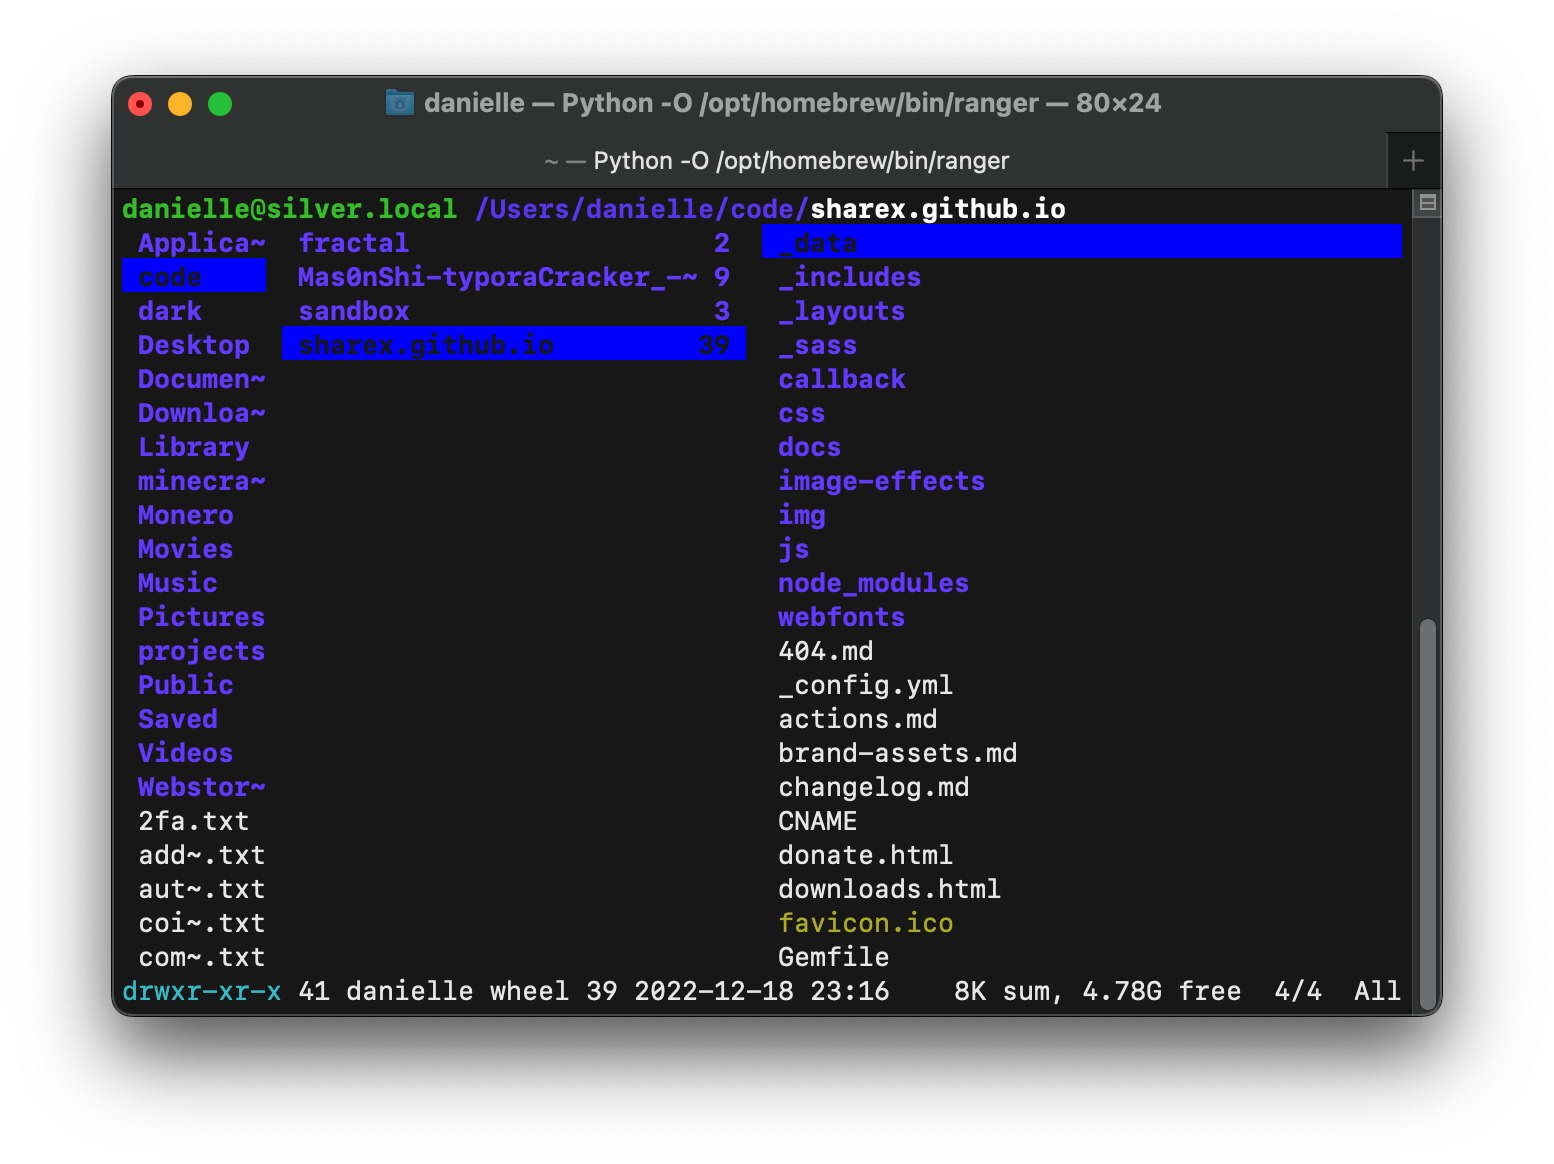 danielle — Python -O /opt/homebrew/bin/ranger — 80×24
~ — Python -O /opt/homebrew/bin/ranger
danielle@silver.local /Users/danielle/code/sharex.github.io
Applica~ fractal 2 _data
code Mas0nShi-typoraCracker_-~ 9 _includes
dark sandbox 3 _layouts
Desktop sharex.github.io 39 _sass
Documen~ callback
Downloa~ css
Library docs
minecra~ image-effects
Monero img
Movies js
Music node_modules
Pictures webfonts
projects 404.md
Public _config.yml
Saved actions.md
Videos brand-assets.md
Webstor~ changelog.md
2fa.txt CNAME
add~.txt donate.html
aut~.txt downloads.html
coi~.txt favicon.ico
com~.txt Gemfile
drwxr-xr-x 41 danielle wheel 39 2022-12-18 23:16 8K sum, 4.78G free 4/4 All